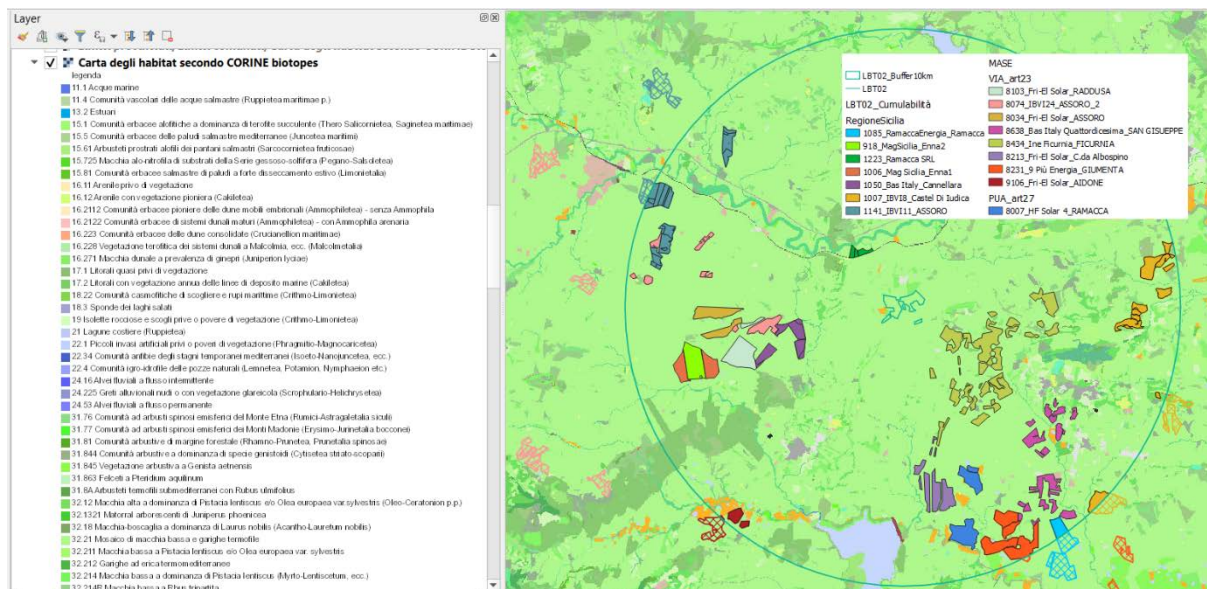 Layer
Carta degli habitat secondo CORINE biotopes
legenda
11.1 Acque marine
11.4 Comunità vascolari delle acque salmastre (Ruppietea maritimae p.)
13.2 Estuari
15.1 Comunità erbacee alofitiche a dominanza di terofite succulente (Thero Salicornietea, Saginetea maritimae)
15.5 Comunità erbacee delle paludi salmastre mediterranee (Juncetea maritimi)
15.61 Arbusteti prostrati alofili dei pantani salmastri (Sarcocornietea fruticosae)
15.725 Macchia alo-nitrofila di substrati della Serie gessoso-solfifera (Pegano-Salsoletea)
15.81 Comunità erbacee salmastre di paludi a forte disseccamento estivo (Limonietalia)
16.11 Arenile privo di vegetazione
16.12 Arenile con vegetazione pioniera (Cakiletea)
16.2112 Comunità erbacee pioniere delle dune mobili embrionali (Ammophiletea) - senza Ammophila
16.2122 Comunità erbacee di sistemi dunali maturi (Ammophiletea) - con Ammophila arenaria
16.223 Comunità erbacee delle dune consolidate (Crucianellion maritimae)
16.228 Vegetazione terofitica dei sistemi dunali a Malcolmia, ecc. (Malcolmietalia)
16.271 Macchia dunale a prevalenza di ginepri (Juniperion lyciae)
17.1 Litorali quasi privi di vegetazione
17.2 Litorali con vegetazione annua delle linee di deposito marine (Cakiletea)
18.22 Comunità casmofitiche di scogliere e rupi marittime (Crithmo-Limonietea)
18.3 Sponde dei laghi salati
19 Isolette rocciose e scogli prive o povere di vegetazione (Crithmo-Limonietea)
21 Lagune costiere (Ruppietea)
22.1 Piccoli invasi artificiali privi o poveri di vegetazione (Phragmitio-Magnocaricetea)
22.34 Comunità anfibie degli stagni temporanei mediterranei (Isoeto-Nanojuncetea, ecc.)
22.4 Comunità igro-idrofile delle pozze naturali (Lemnetea, Potamion, Nymphaeion etc.)
24.16 Alvei fluviali a flusso intermittente
24.225 Greti alluvionali nudi o con vegetazione glareicola (Scrophulario-Helichrysetea)
24.53 Alvei fluviali a flusso permanente
31.76 Comunità ad arbusti spinosi emisferici del Monte Etna (Rumici-Astragaletalia siculi)
31.77 Comunità ad arbusti spinosi emisferici dei Monti Madonie (Erysimo-Jurinetalia bocconei)
31.81 Comunità arbustive di margine forestale (Rhamno-Prunetea, Prunetalia spinosae)
31.844 Comunità arbustive a dominanza di specie genistoidi (Cytisetea striato-scoparii)
31.845 Vegetazione arbustiva a Genista aetnensis
31.863 Felceti a Pteridium aquilinum
31.8A Arbusteti termofili submediterranei con Rubus ulmifolius
32.12 Macchia alta a dominanza di Pistacia lentiscus e/o Olea europaea var.sylvestris (Oleo-Ceratonion p.p.)
32.1321 Matorral arborescenti di Juniperus phoenicea
32.18 Macchia-boscaglia a dominanza di Laurus nobilis (Acantho-Lauretum nobilis)
32.21 Mosaico di macchia bassa e garighe termofile
32.211 Macchia bassa a Pistacia lentiscus e/o Olea europaea var. sylvestris
32.212 Garighe ad erica termomediterranee
32.214 Macchia bassa a dominanza di Pistacia lentiscus (Myrto-Lentiscetum, ecc.)
LBT02_Buffer10km
LBT02
LBT02_Cumulabilità
RegioneSicilia
1085_RamaccaEnergia_Ramacca
918_MagSicilia_Enna2
1223_Ramacca SRL
1006_Mag Sicilia_Enna1
1050_Bas Italy_Cannellara
1007_IBVI8_Castel Di Iudica
1141_IBVI11_ASSORO
MASE
VIA_art23
8103_Fri-El Solar_RADDUSA
8074_IBVI24_ASSORO_2
8034_Fri-El Solar_ASSORO
8638_Bas Italy Quattordicesima_SAN GISUEPPE
8434_Ine Ficurnia_FICURNIA
8213_Fri-El Solar_C.da Albospino
8231_9 Più Energia_GIUMENTA
9106_Fri-El Solar_AIDONE
PUA_art27
8007_HF Solar 4_RAMACCA